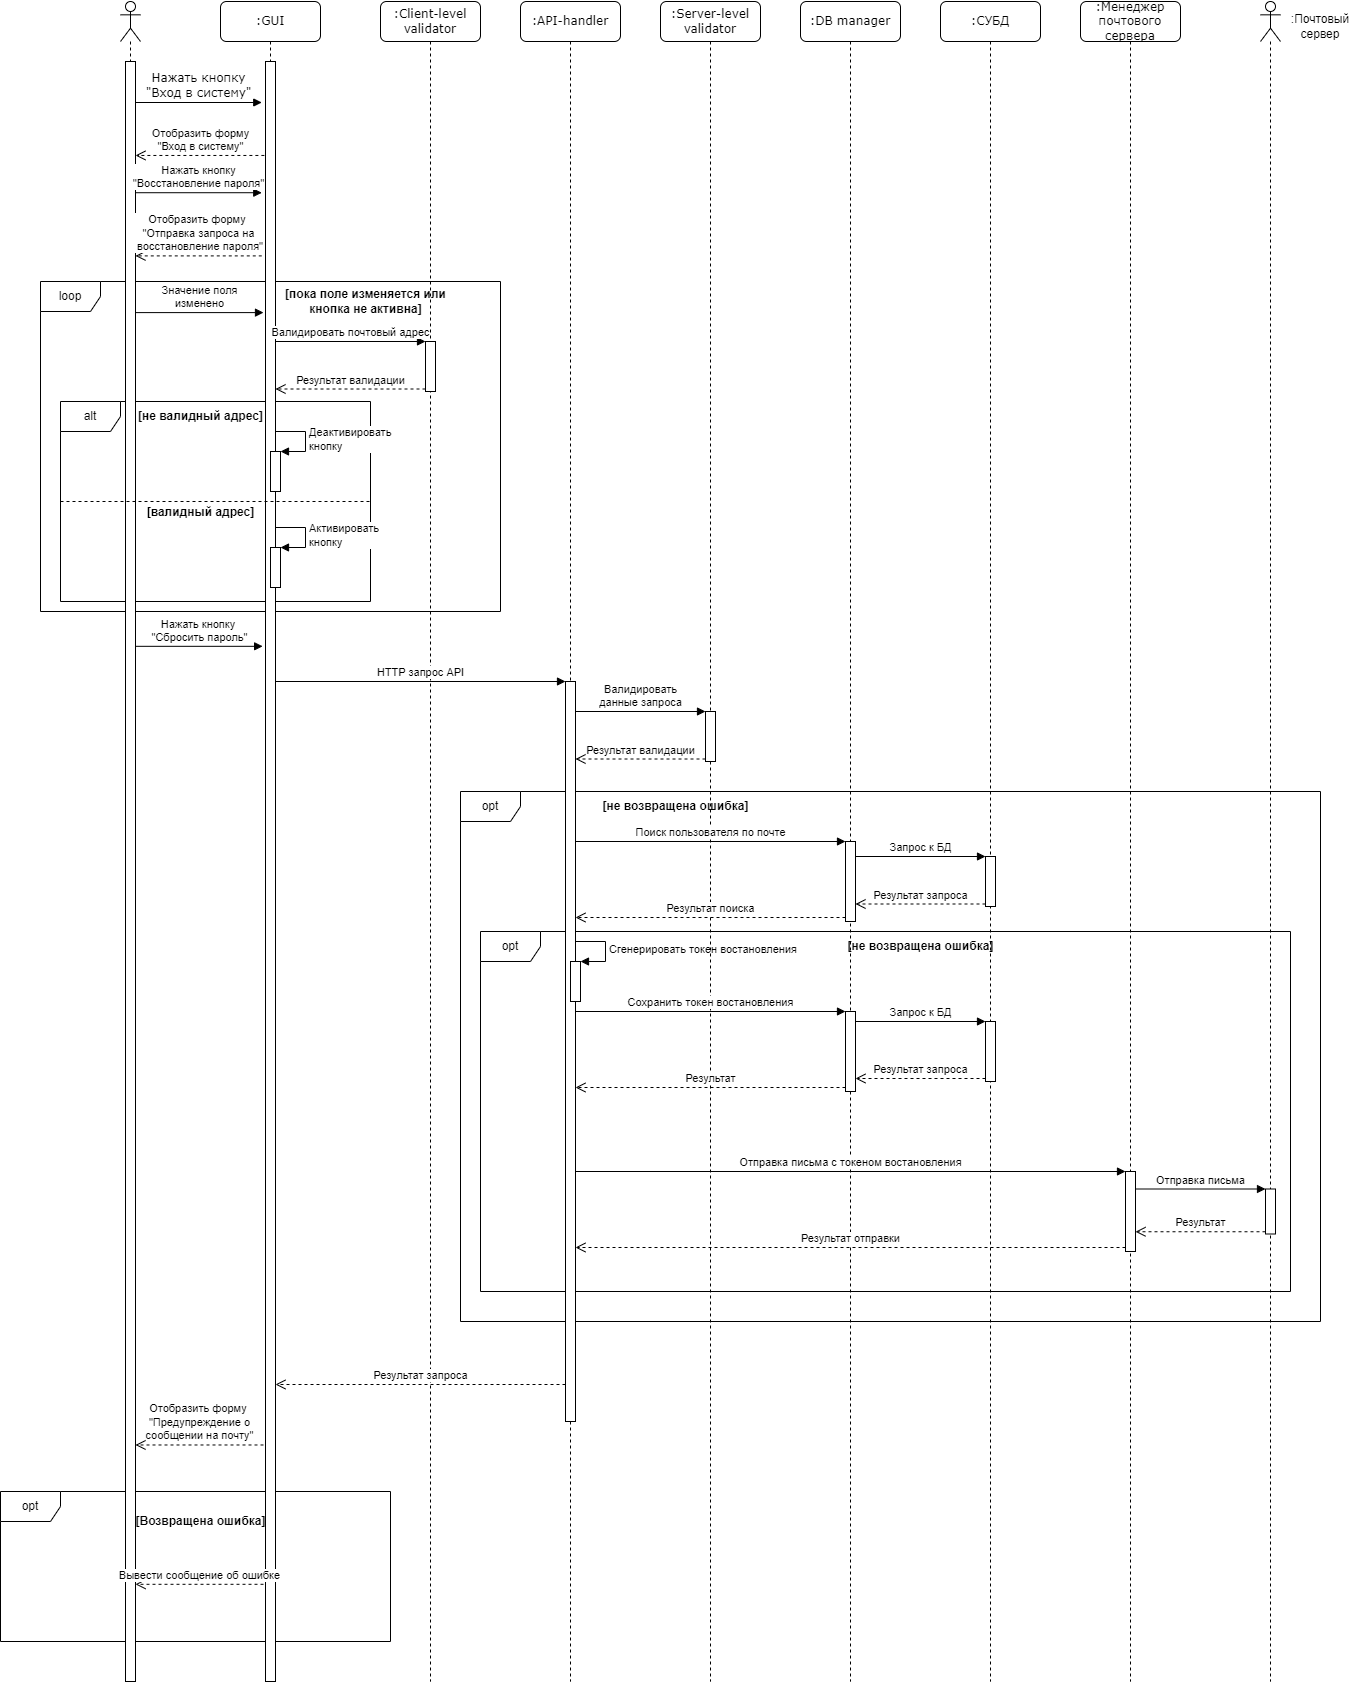 :GUI
:Client-level
validator
:API-handler
:Server-level
validator
:DB manager
:СУБД
:Менеджер
почтового
сервера
:Почтовый
сервер
Нажать кнопку
"Вход в систему"
Отобразить форму
"Вход в систему"
Нажать кнопку
"Восстановление пароля"
Отобразить форму
"Отправка запроса на
восстановление пароля"
loop
Значение поля
изменено
[пока поле изменяется или
кнопка не активна]
Валидировать почтовый адрес
Результат валидации
alt
[не валидный адрес]
Деактивировать
кнопку
[валидный адрес]
Активировать
кнопку
Нажать кнопку
"Сбросить пароль"
HTTP запрос API
Валидировать
данные запроса
Результат валидации
opt
[не возвращена ошибка]
Поиск пользователя по почте
Запрос к БД
Результат запроса
Результат поиска
opt
Сгенерировать токен востановления
[не возвращена ошибка]
Сохранить токен востановления
Запрос к БД
Результат запроса
Результат
Отправка письма с токеном востановления
Отправка письма
Результат
Результат отправки
Результат запроса
Отобразить форму
"Предупреждение о
сообщении на почту"
opt
[Возвращена ошибка]
Вывести сообщение об ошибке